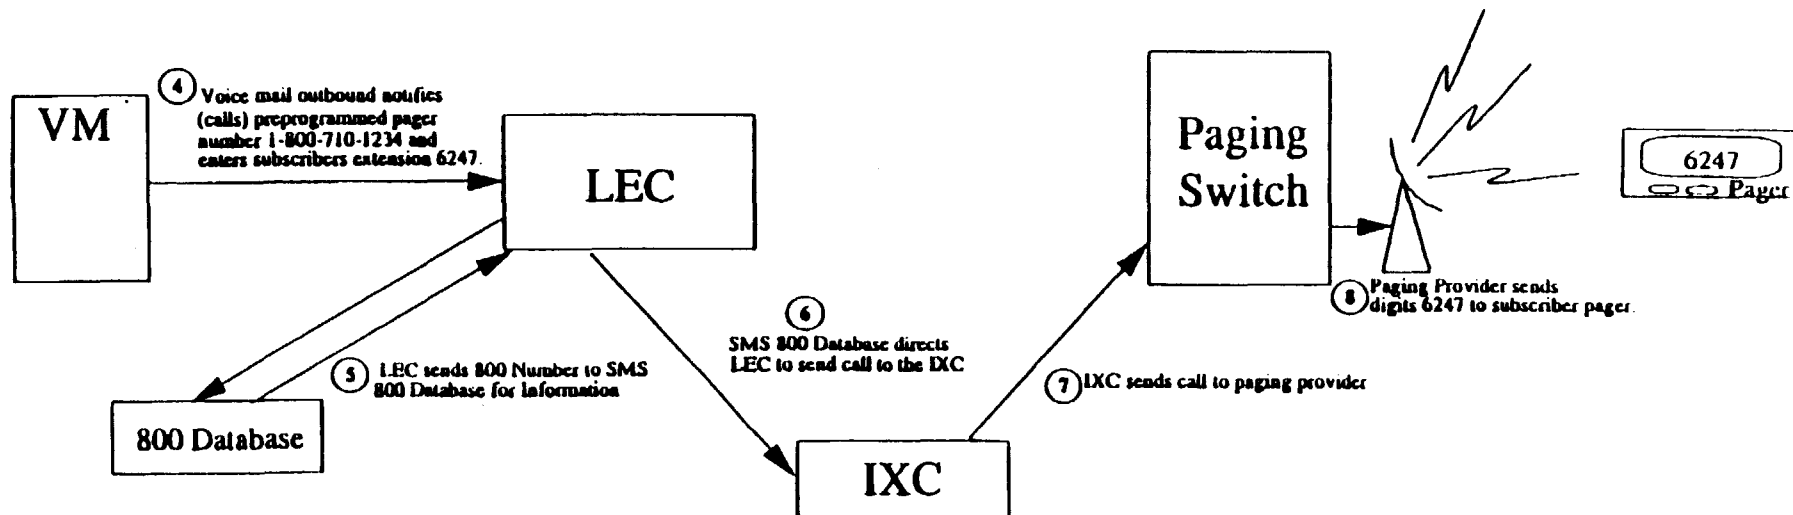 VM
4
Voice mail outbound notifies
(calls) preprogrammed pager
number 1-800-710-1234 and
enters subscribers extension 6247.
LEC
Paging
Switch
6247
Pager
8
Paging Provider sends
digits 6247 to subscriber pager.
6
SMS 800 Database directs
LEC to send call to the IXC
5
LEC sends 800 Number to SMS
800 Database for Information
7
IXC sends call to paging provider
800 Database
IXC